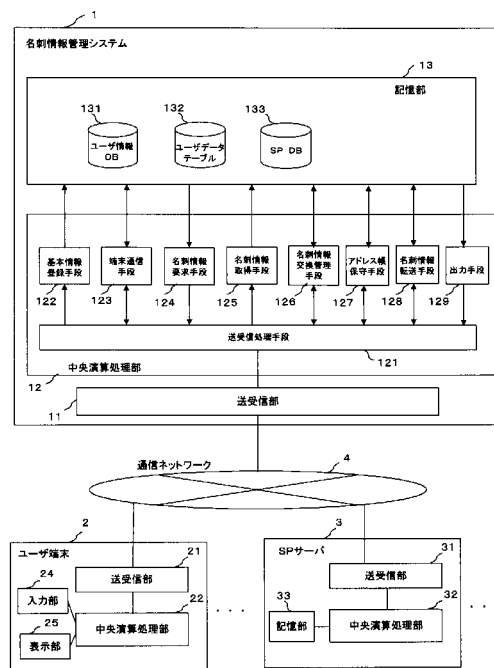 1
名刺情報管理システム
13
記憶部
131
ユーザ情報
DB
132
ユーザデータ
テーブル
133
SP DB
基本情報
登録手段
122
端末通信
手段
123
名刺情報
要求手段
124
名刺情報
取得手段
125
名刺情報
交換管理
手段
126
アドレス帳
保守手段
127
名刺情報
転送手段
128
出力手段
129
送受信処理手段
121
中央演算処理部
12
11
送受信部
通信ネットワーク
4
2
ユーザ端末
21
送受信部
24
入力部
22
中央演算処理部
25
表示部
・・・
3
SPサーバ
31
送受信部
33
記憶部
32
中央演算処理部
・・・